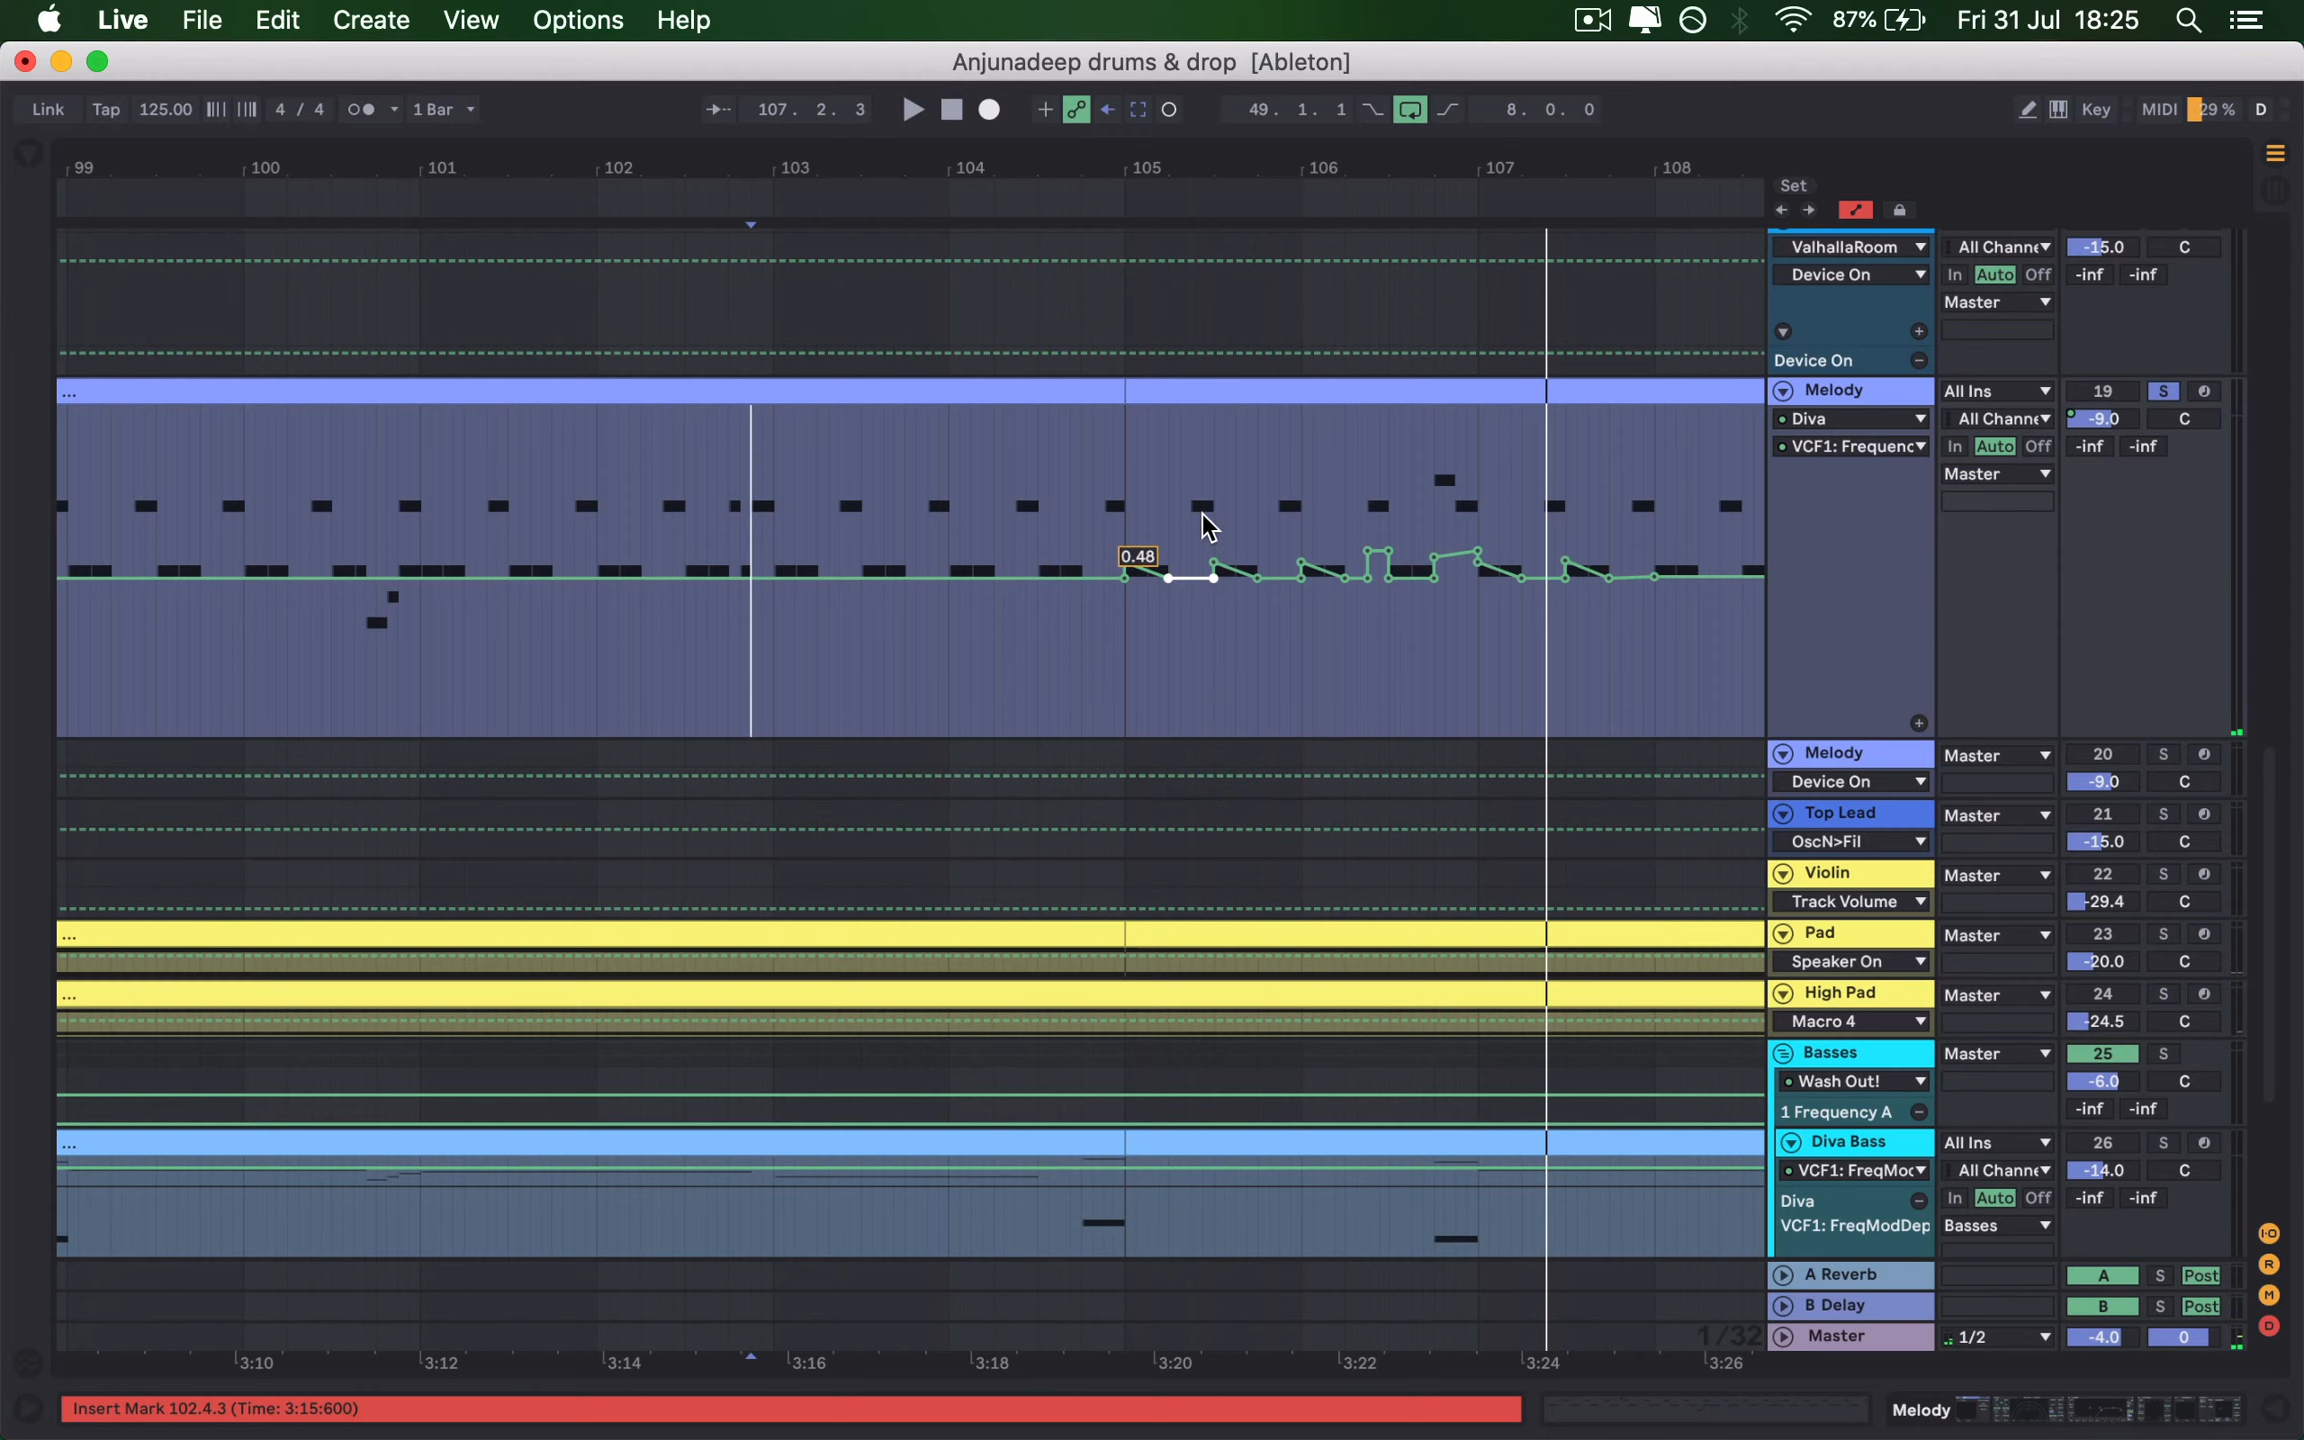 Live File Edit Create View Options Help 87% Fri 31 Jul 18:25
Anjunadeep drums & drop [Ableton]
Link Tap 125.00 4 / 4 1 Bar 107. 2. 3 49. 1. 1 8. 0. 0 Key MIDI 29 % D
99 100 101 102 103 104 105 106 107 108
Set
ValhallaRoom All Channe -15.0 C
Device On In Auto Off -inf -inf
Master
Device On
... Melody All Ins 19 S
Diva All Channe -9.0 C
VCF1: Frequenc In Auto Off -inf -inf
Master
0.48
Melody Master 20 S
Device On -9.0 C
Top Lead Master 21 S
OscN>Fil -15.0 C
Violin Master 22 S
Track Volume -29.4 C
... Pad Master 23 S
Speaker On -20.0 C
... High Pad Master 24 S
Macro 4 -24.5 C
Basses Master 25 S
Wash Out! -6.0 C
1 Frequency A -inf -inf
... Diva Bass All Ins 26 S
VCF1: FreqMoc All Channe -14.0 C
Diva In Auto Off -inf -inf
VCF1: FreqModDep Basses
I-O
A Reverb A S Post
R
B Delay B S Post
M
1/32 Master 1/2 -4.0 0
D
3:10 3:12 3:14 3:16 3:18 3:20 3:22 3:24 3:26
Insert Mark 102.4.3 (Time: 3:15:600) Melody